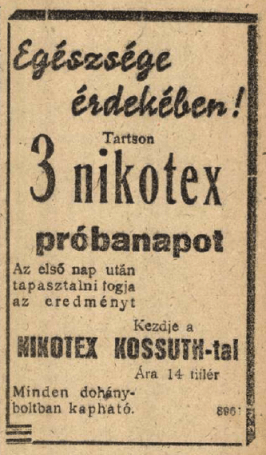 Egészsége
érdekében!
Tartson
3 nikotex
próbanapot
Az első nap után
tapasztalni fogja
az eredményt
Kezdje a
NIKOTEX KOSSUTH-tal
Ára 14 fillér
Minden dohány-
boltban kapható.
8961